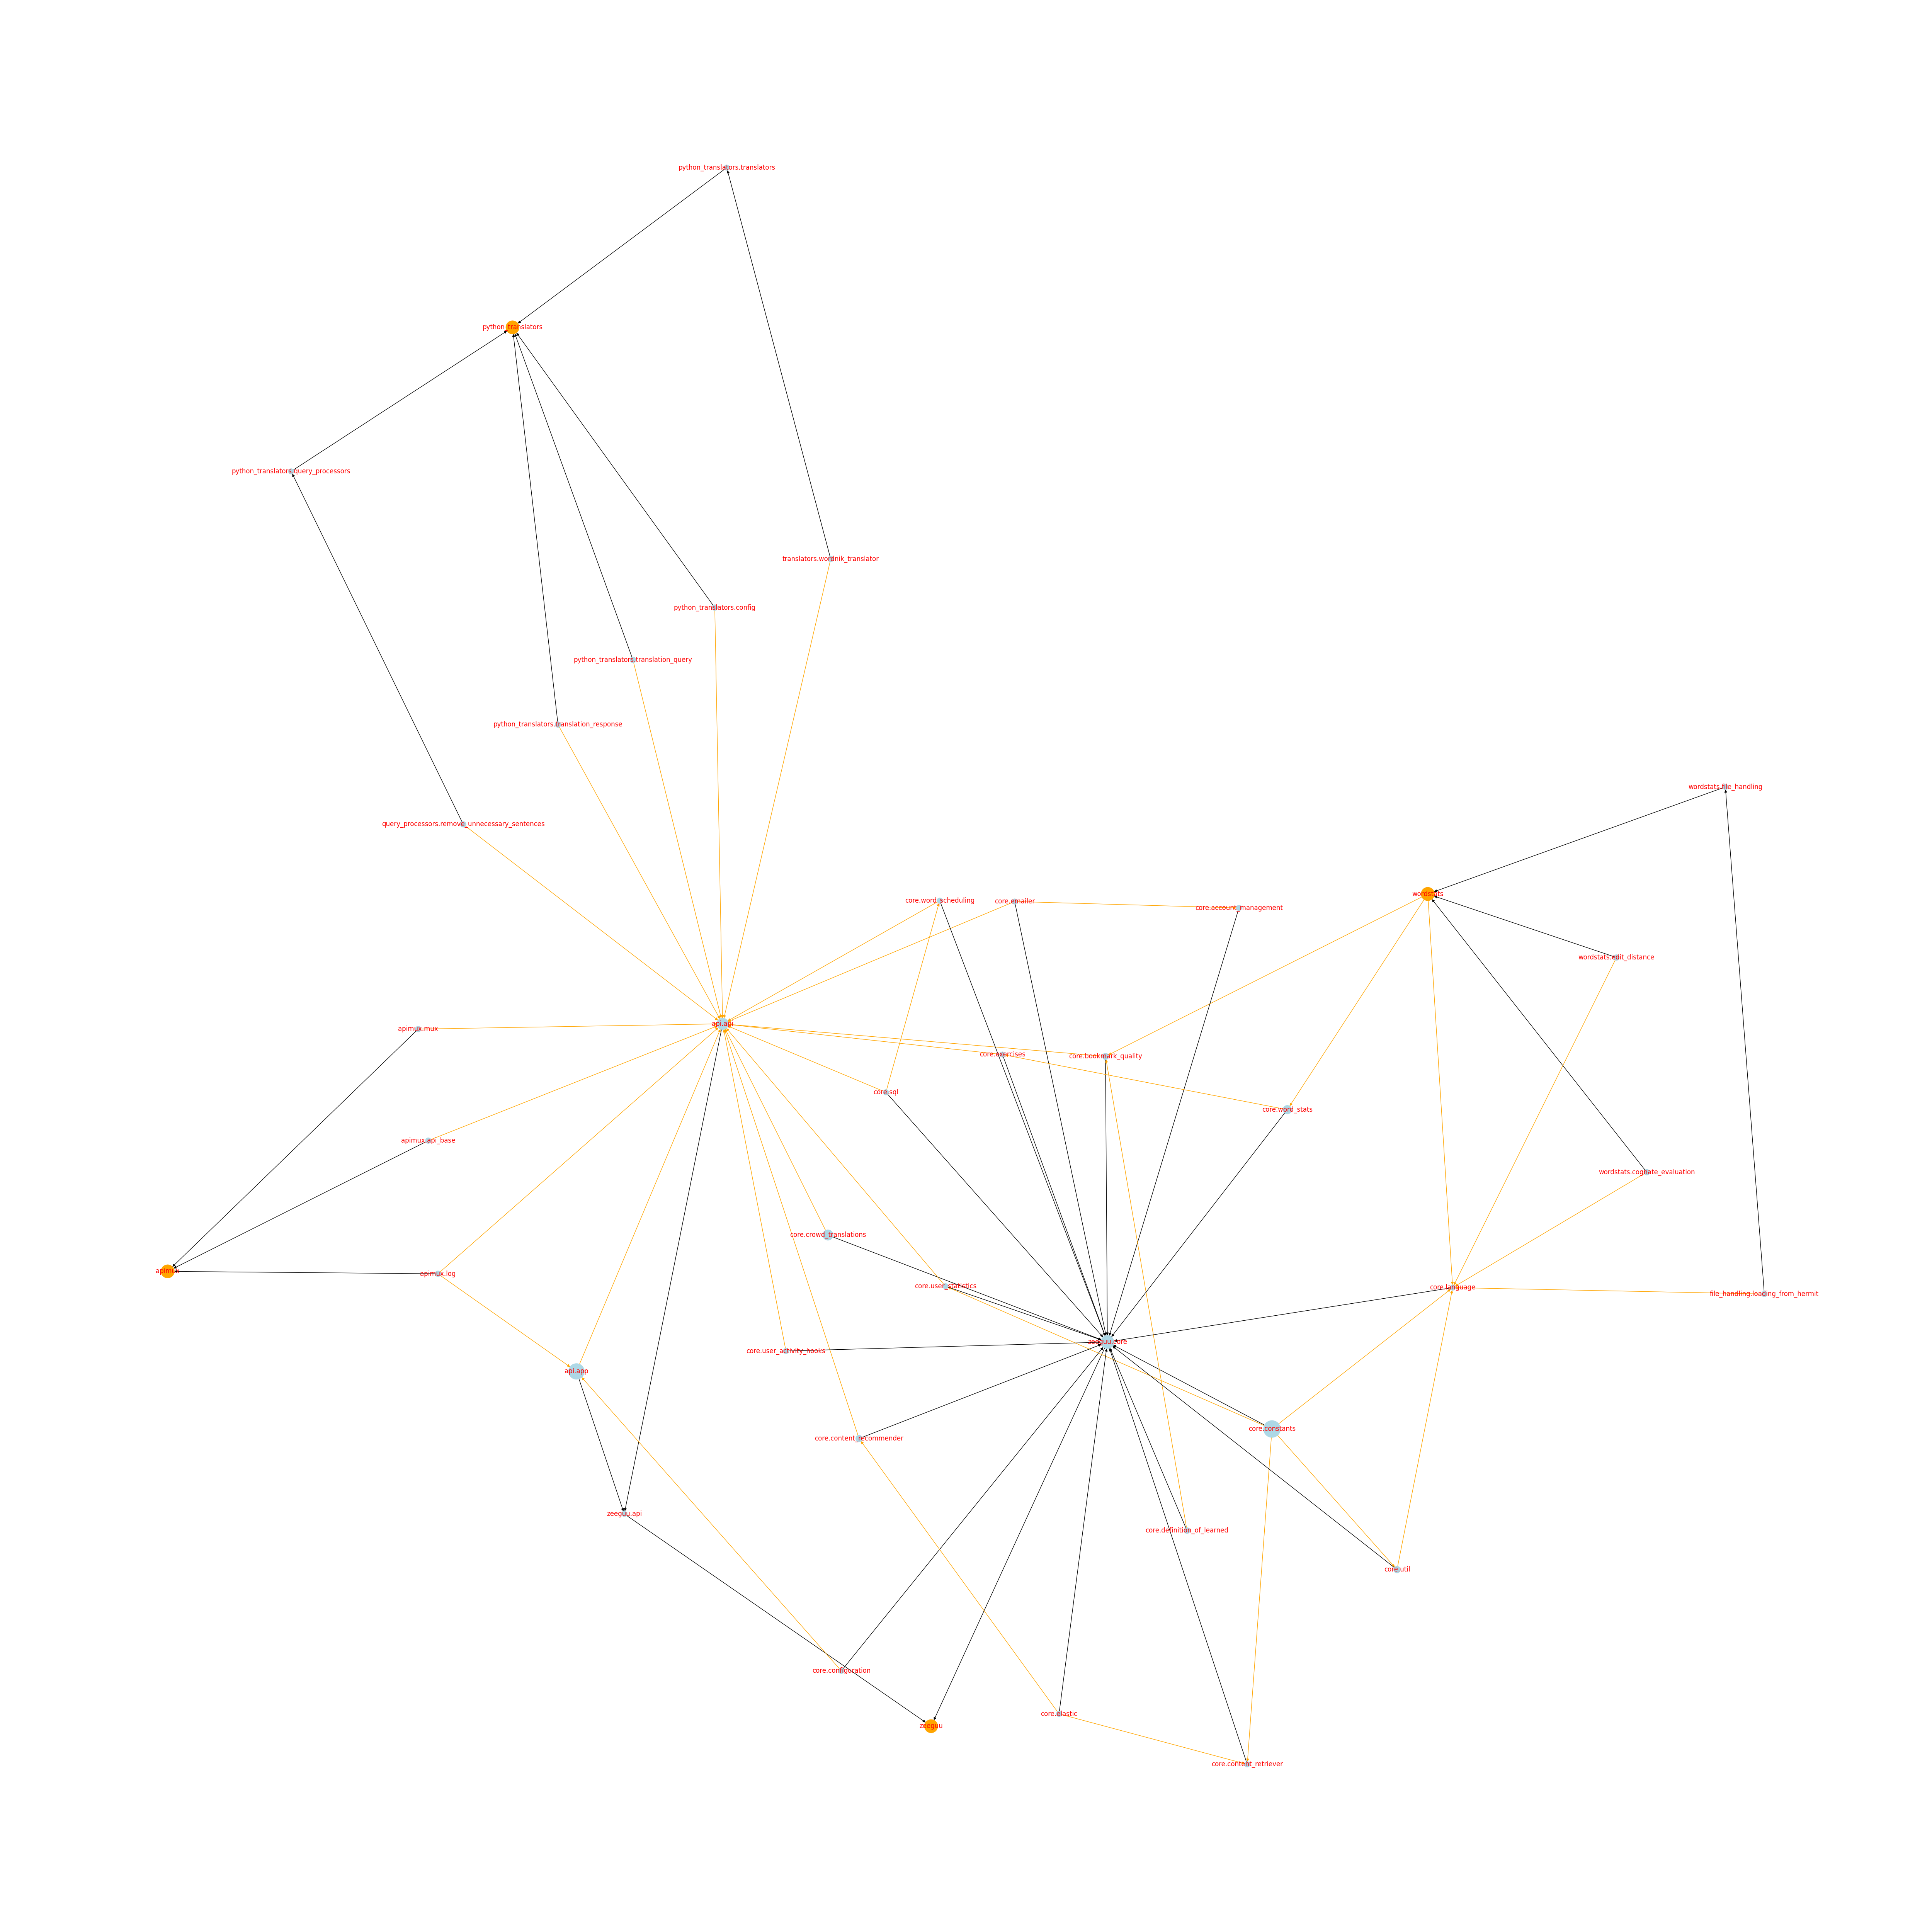 python_translators.translators
python_translators
python_translators.query_processors
translators.wordnik_translator
python_translators.config
python_translators.translation_query
python_translators.translation_response
wordstats.file_handling
query_processors.remove_unnecessary_sentences
wordstats
core.word_scheduling
core.emailer
core.account_management
wordstats.edit_distance
api.api
apimux.mux
core.exercises
core.bookmark_quality
core.sql
core.word_stats
apimux.api_base
wordstats.cognate_evaluation
core.crowd_translations
apimux
apimux.log
core.user_statistics
core.language
file_handling.loading_from_hermit
zeeguu.core
core.user_activity_hooks
api.app
core.constants
core.content_recommender
zeeguu.api
core.definition_of_learned
core.util
core.configuration
core.elastic
zeeguu
core.content_retriever